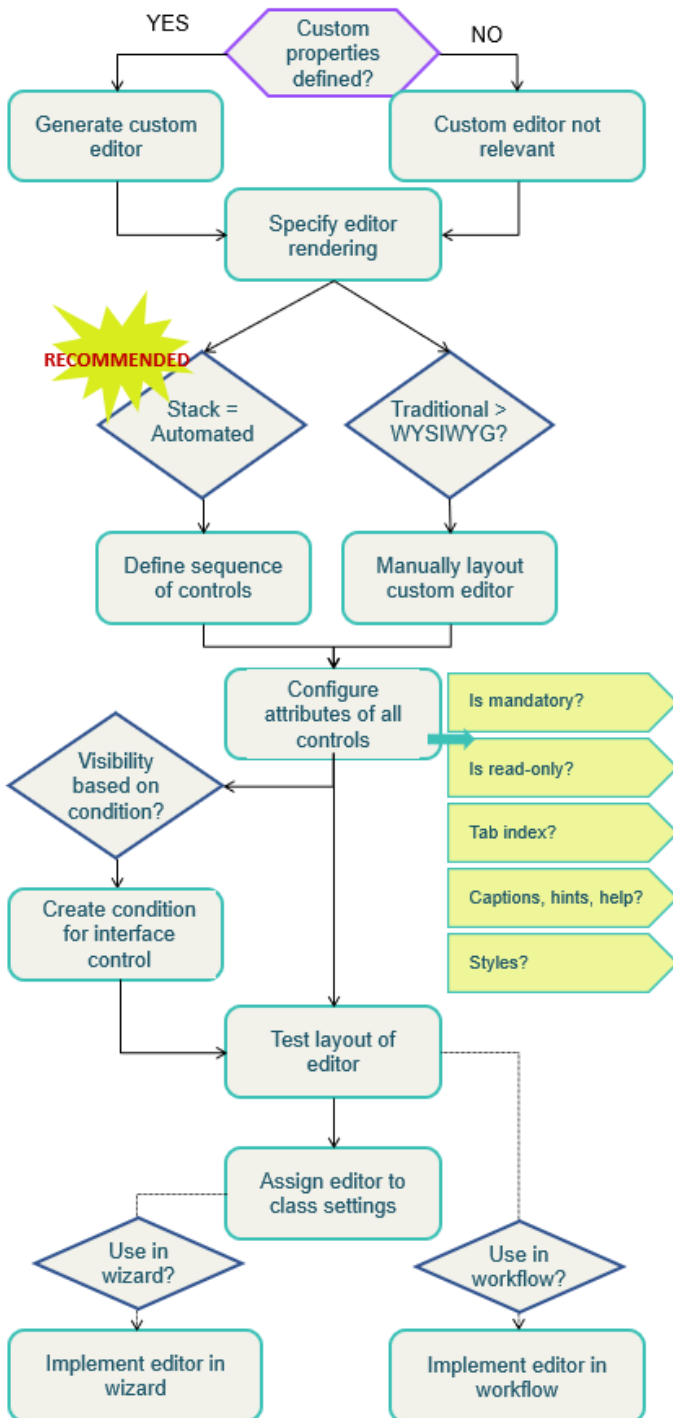 YES
Custom
properties
defined?
NO
Generate custom
editor
Custom editor not
relevant
Specify editor
rendering
RECOMMENDED
Stack =
Automated
Traditional >
WYSIWYG?
Define sequence
of controls
Manually layout
custom editor
Configure
attributes of all
controls
Is mandatory?
Is read-only?
Tab index?
Captions, hints, help?
Styles?
Visibility
based on
condition?
Create condition
for interface
control
Test layout of
editor
Assign editor to
class settings
Use in
wizard?
Use in
workflow?
Implement editor in
wizard
Implement editor in
workflow